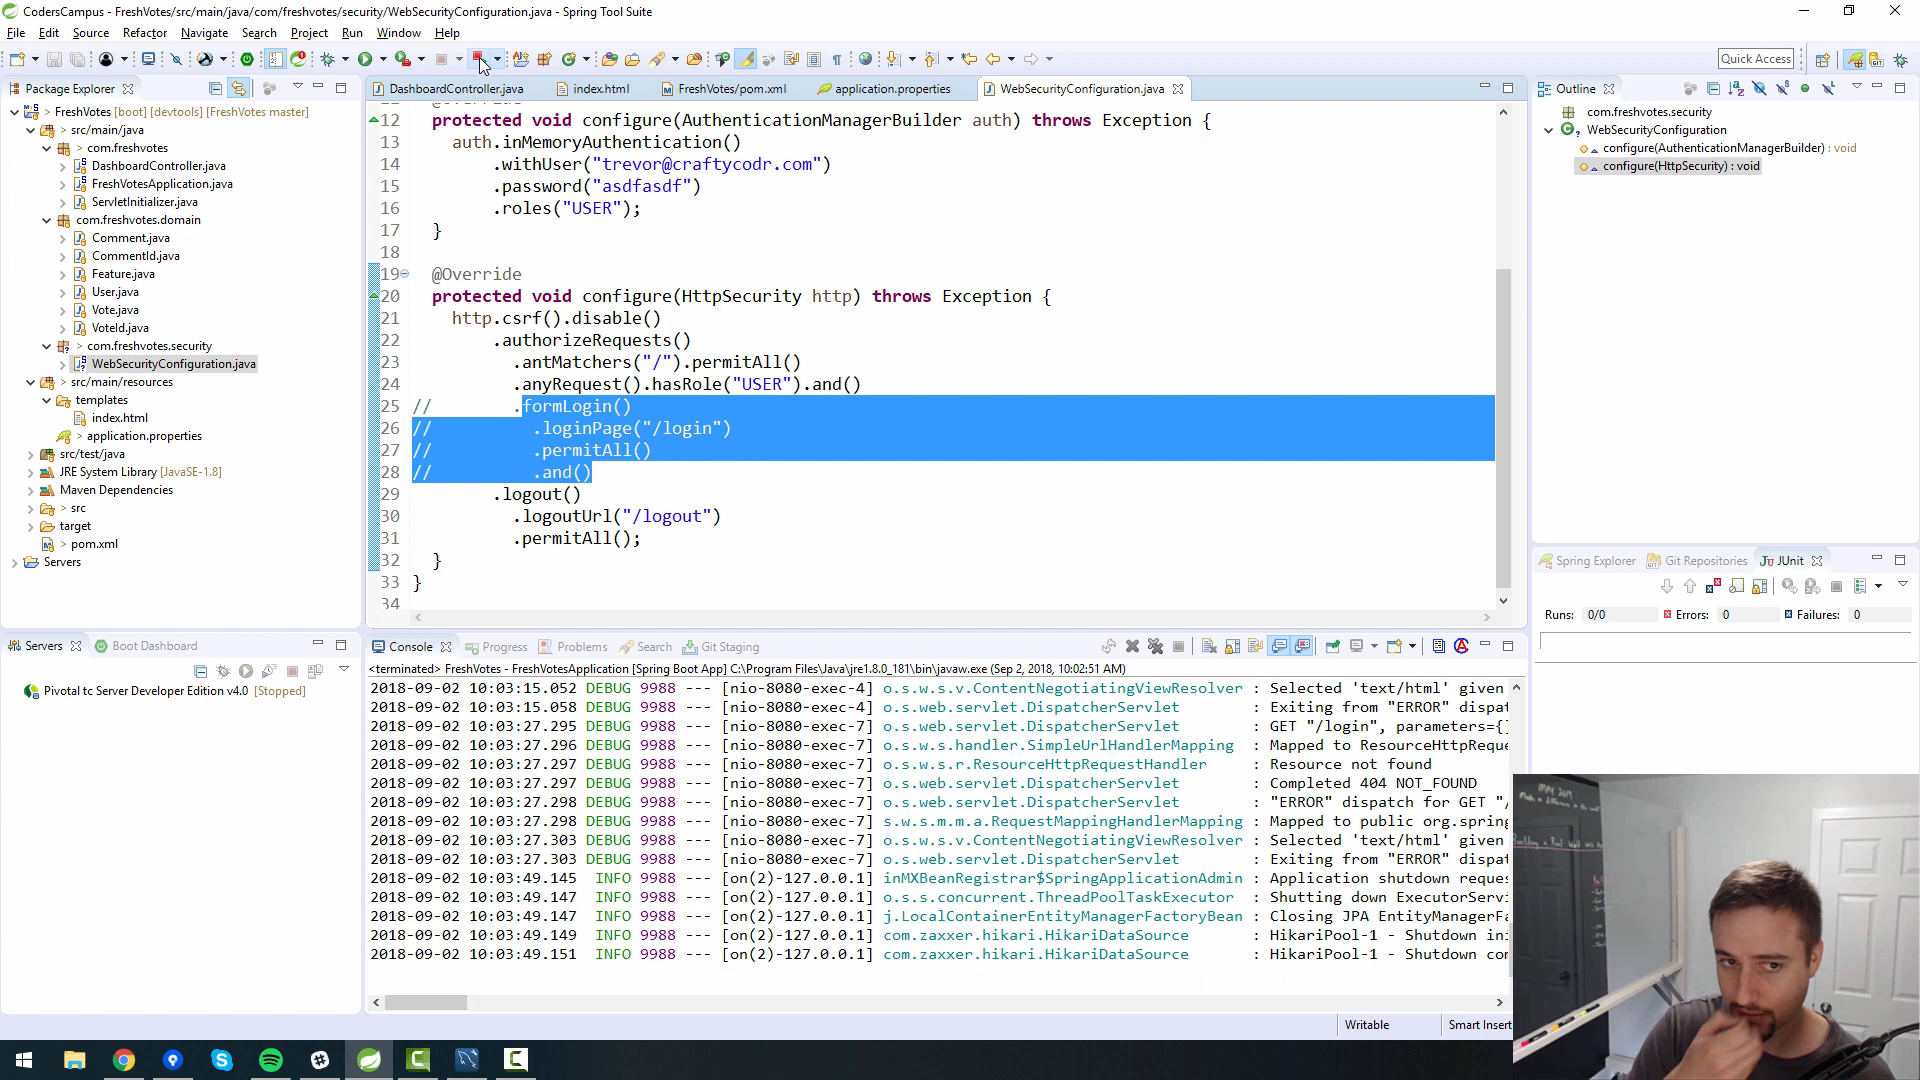 CodersCampus - FreshVotes/src/main/java/com/freshvotes/security/WebSecurityConfiguration.java - Spring Tool Suite
File Edit Source Refactor Navigate Search Project Run Window Help
Quick Access
Package Explorer
FreshVotes [boot] [devtools] [FreshVotes master]
src/main/java
com.freshvotes
DashboardController.java
FreshVotesApplication.java
ServletInitializer.java
com.freshvotes.domain
Comment.java
CommentId.java
Feature.java
User.java
Vote.java
VoteId.java
com.freshvotes.security
WebSecurityConfiguration.java
src/main/resources
templates
index.html
application.properties
src/test/java
JRE System Library [JavaSE-1.8]
Maven Dependencies
src
target
pom.xml
Servers
DashboardController.java index.html FreshVotes/pom.xml application.properties WebSecurityConfiguration.java
12 protected void configure(AuthenticationManagerBuilder auth) throws Exception {
13 auth.inMemoryAuthentication()
14 .withUser("trevor@craftycodr.com")
15 .password("asdfasdf")
16 .roles("USER");
17 }
18
19 @Override
20 protected void configure(HttpSecurity http) throws Exception {
21 http.csrf().disable()
22 .authorizeRequests()
23 .antMatchers("/").permitAll()
24 .anyRequest().hasRole("USER").and()
25 // .formLogin()
26 // .loginPage("/login")
27 // .permitAll()
28 // .and()
29 .logout()
30 .logoutUrl("/logout")
31 .permitAll();
32 }
33 }
34
Outline
com.freshvotes.security
WebSecurityConfiguration
configure(AuthenticationManagerBuilder) : void
configure(HttpSecurity) : void
Spring Explorer Git Repositories JUnit
Runs: 0/0 Errors: 0 Failures: 0
Servers Boot Dashboard
Pivotal tc Server Developer Edition v4.0 [Stopped]
Console Progress Problems Search Git Staging
<terminated> FreshVotes - FreshVotesApplication [Spring Boot App] C:\Program Files\Java\jre1.8.0_181\bin\javaw.exe (Sep 2, 2018, 10:02:51 AM)
2018-09-02 10:03:15.052 DEBUG 9988 --- [nio-8080-exec-4] o.s.w.s.v.ContentNegotiatingViewResolver : Selected 'text/html' given
2018-09-02 10:03:15.058 DEBUG 9988 --- [nio-8080-exec-4] o.s.web.servlet.DispatcherServlet : Exiting from "ERROR" dispat
2018-09-02 10:03:27.295 DEBUG 9988 --- [nio-8080-exec-7] o.s.web.servlet.DispatcherServlet : GET "/login", parameters={}
2018-09-02 10:03:27.296 DEBUG 9988 --- [nio-8080-exec-7] o.s.w.s.handler.SimpleUrlHandlerMapping : Mapped to ResourceHttpReque
2018-09-02 10:03:27.297 DEBUG 9988 --- [nio-8080-exec-7] o.s.w.s.r.ResourceHttpRequestHandler : Resource not found
2018-09-02 10:03:27.297 DEBUG 9988 --- [nio-8080-exec-7] o.s.web.servlet.DispatcherServlet : Completed 404 NOT_FOUND
2018-09-02 10:03:27.298 DEBUG 9988 --- [nio-8080-exec-7] o.s.web.servlet.DispatcherServlet : "ERROR" dispatch for GET "/
2018-09-02 10:03:27.298 DEBUG 9988 --- [nio-8080-exec-7] s.w.s.m.m.a.RequestMappingHandlerMapping : Mapped to public org.spring
2018-09-02 10:03:27.303 DEBUG 9988 --- [nio-8080-exec-7] o.s.w.s.v.ContentNegotiatingViewResolver : Selected 'text/html' given
2018-09-02 10:03:27.303 DEBUG 9988 --- [nio-8080-exec-7] o.s.web.servlet.DispatcherServlet : Exiting from "ERROR" dispat
2018-09-02 10:03:49.145 INFO 9988 --- [on(2)-127.0.0.1] inMXBeanRegistrar$SpringApplicationAdmin : Application shutdown reques
2018-09-02 10:03:49.147 INFO 9988 --- [on(2)-127.0.0.1] o.s.s.concurrent.ThreadPoolTaskExecutor : Shutting down ExecutorServi
2018-09-02 10:03:49.147 INFO 9988 --- [on(2)-127.0.0.1] j.LocalContainerEntityManagerFactoryBean : Closing JPA EntityManagerFa
2018-09-02 10:03:49.149 INFO 9988 --- [on(2)-127.0.0.1] com.zaxxer.hikari.HikariDataSource : HikariPool-1 - Shutdown ini
2018-09-02 10:03:49.151 INFO 9988 --- [on(2)-127.0.0.1] com.zaxxer.hikari.HikariDataSource : HikariPool-1 - Shutdown com
Writable Smart Insert